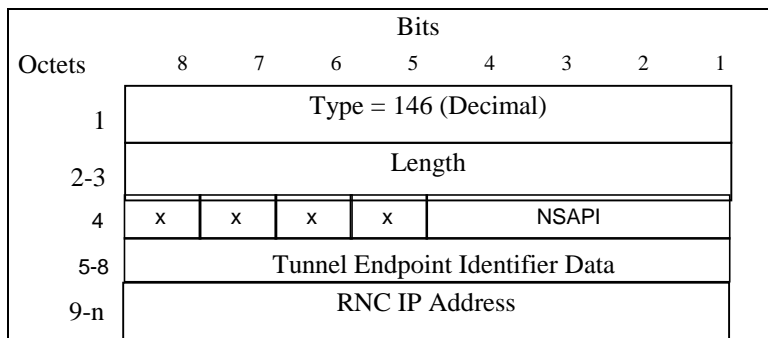 Bits
Octets 8 7 6 5 4 3 2 1
1 Type = 146 (Decimal)
2-3 Length
4 x x x x NSAPI
5-8 Tunnel Endpoint Identifier Data
9-n RNC IP Address